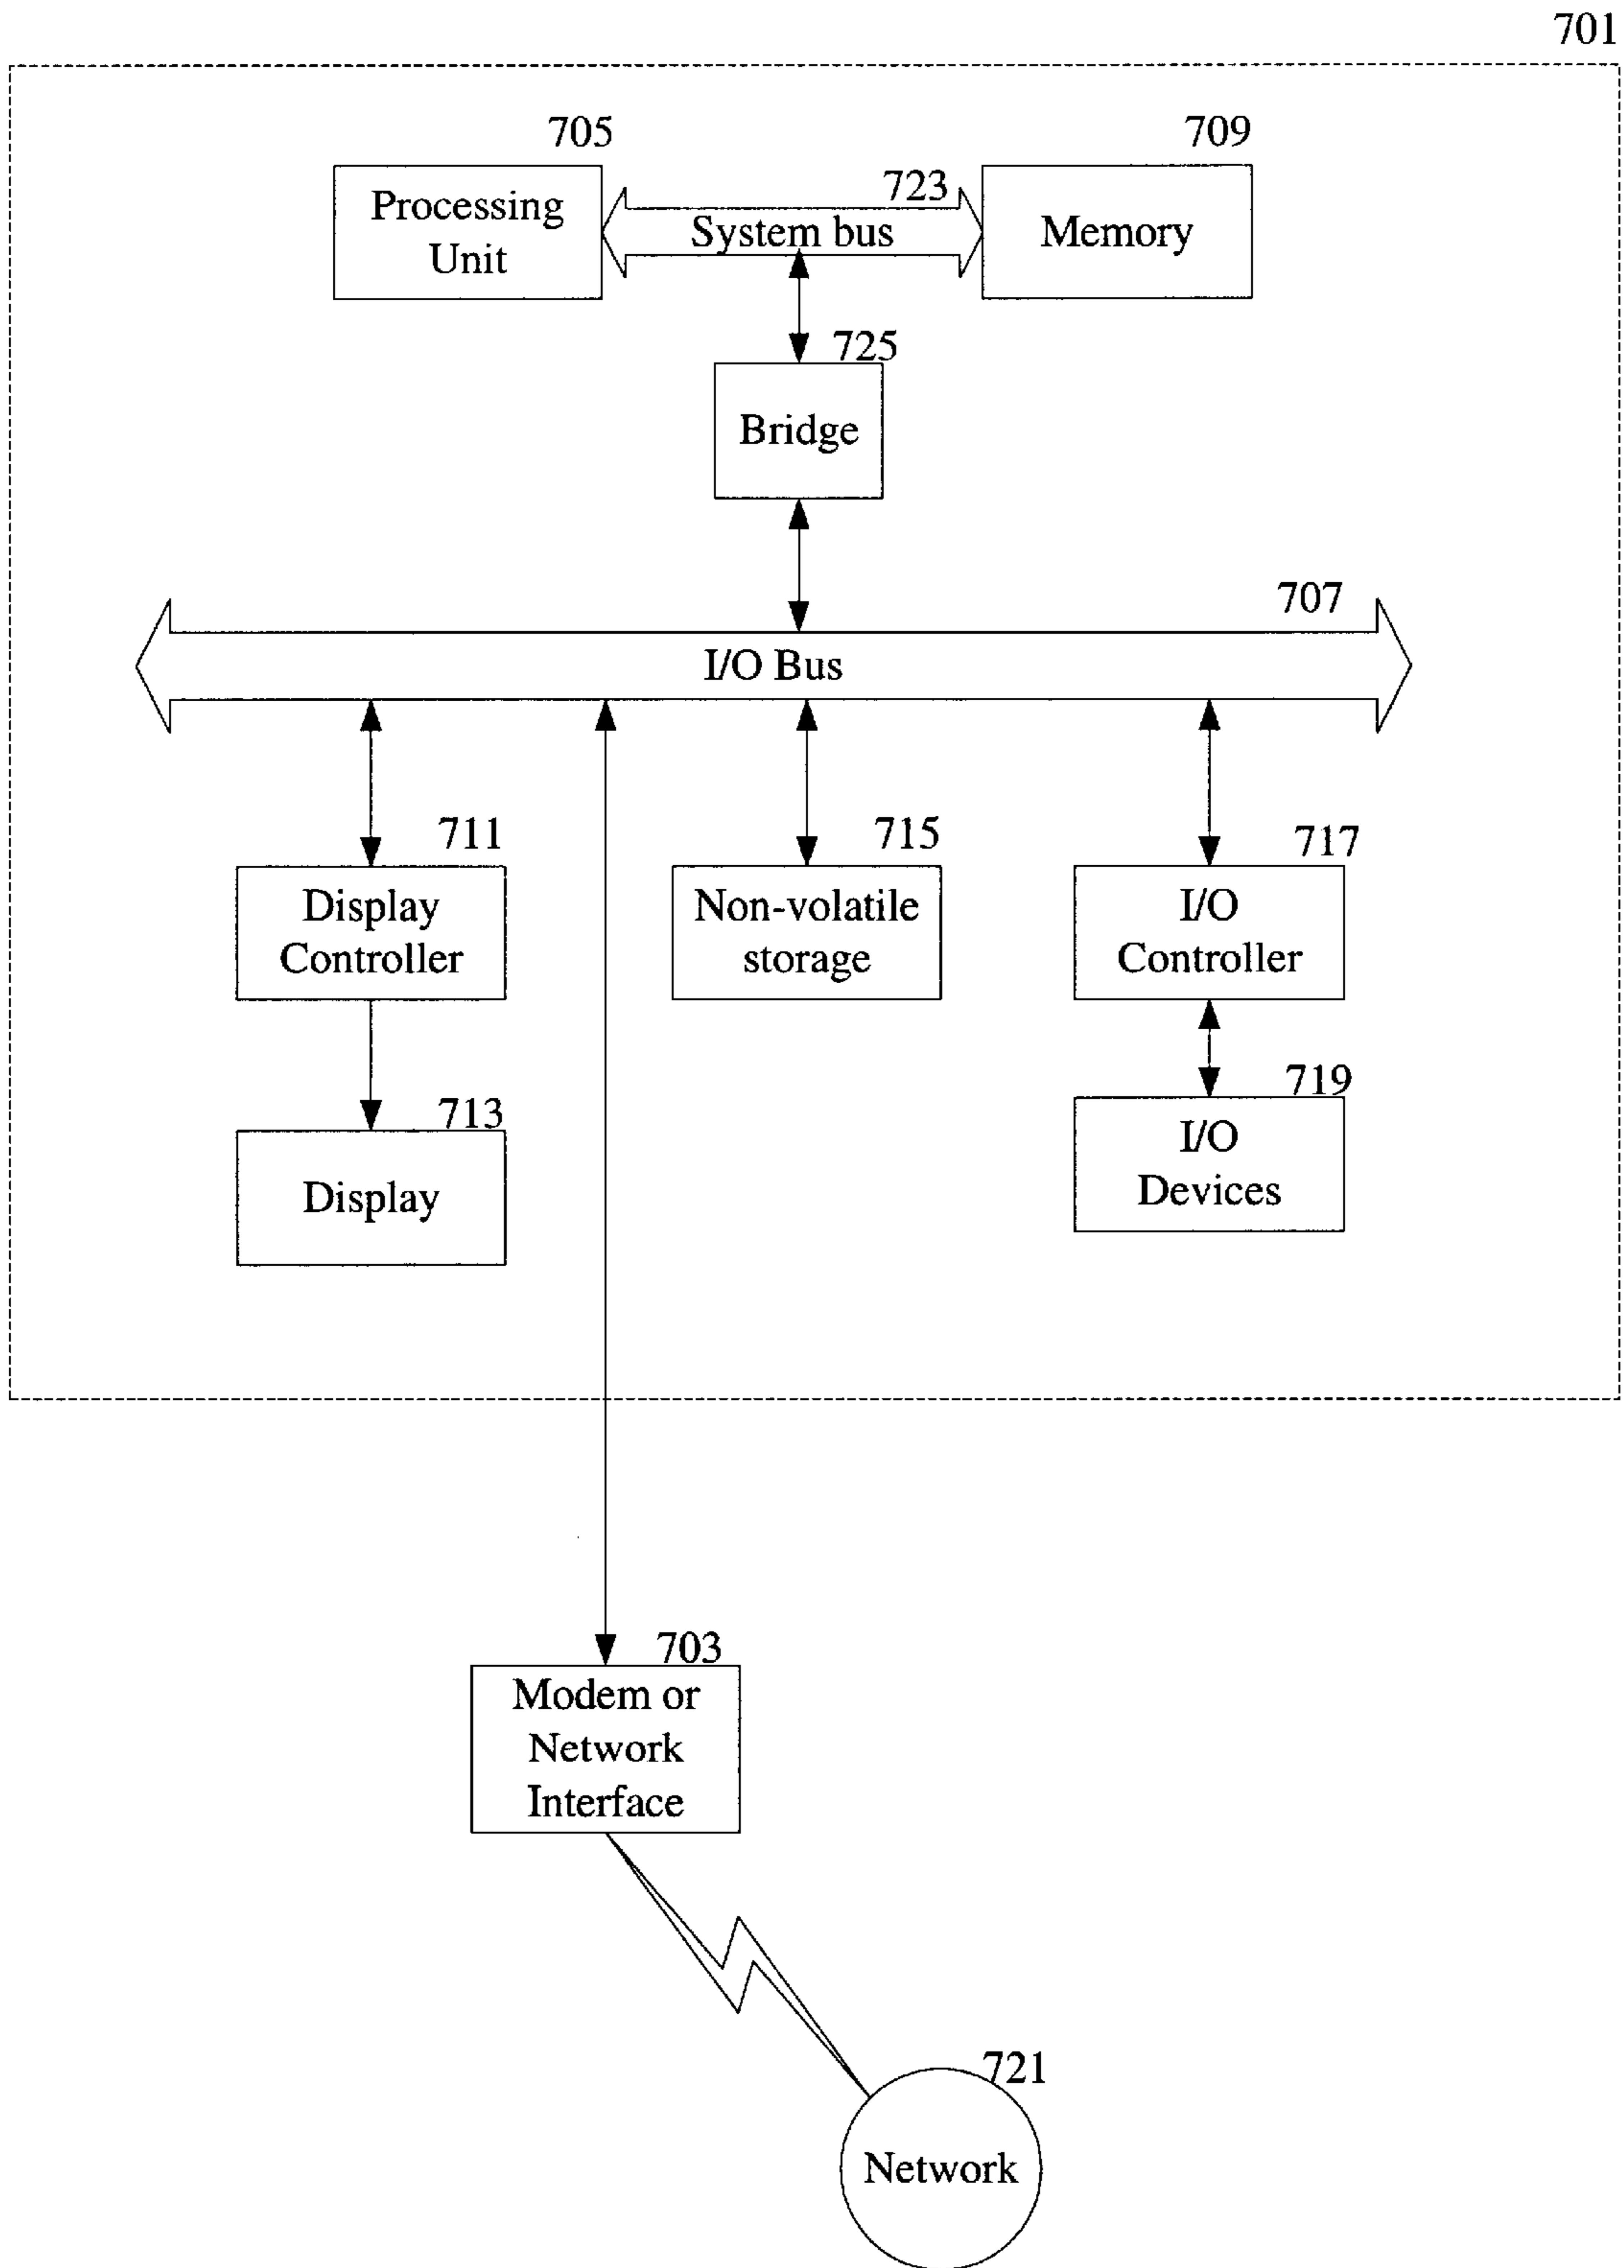 701
705
709
723
Processing
Unit
System bus
Memory
725
Bridge
707
I/O Bus
711
715
717
Display
Controller
Non-volatile
storage
I/O
Controller
713
719
Display
I/O
Devices
703
Modem or
Network
Interface
721
Network